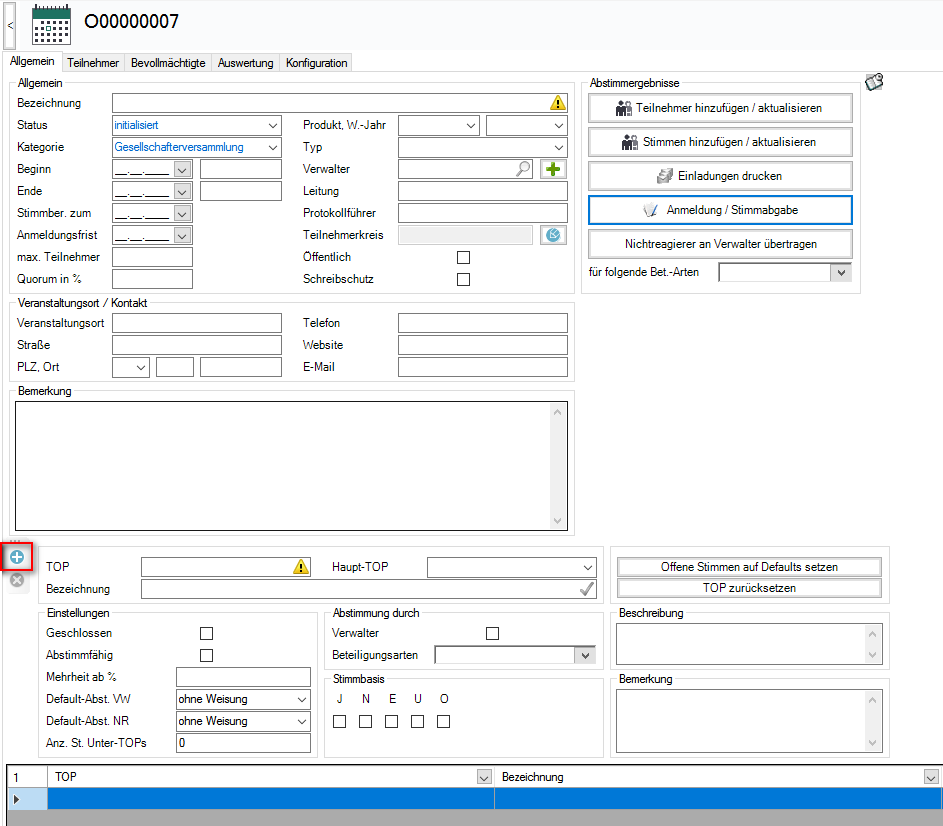 <
O00000007
Allgemein Teilnehmer Bevollmächtigte Auswertung Konfiguration
Allgemein
Bezeichnung
Status initialisiert Produkt, W.-Jahr
Kategorie Gesellschafterversammlung Typ
Beginn __.__.____ Verwalter
Ende __.__.____ Leitung
Stimmber. zum __.__.____ Protokollführer
Anmeldungsfrist __.__.____ Teilnehmerkreis
max. Teilnehmer Öffentlich
Quorum in % Schreibschutz
Abstimmergebnisse
Teilnehmer hinzufügen / aktualisieren
Stimmen hinzufügen / aktualisieren
Einladungen drucken
Anmeldung / Stimmabgabe
Nichtreagierer an Verwalter übertragen
für folgende Bet.-Arten
Veranstaltungsort / Kontakt
Veranstaltungsort Telefon
Straße Website
PLZ, Ort E-Mail
Bemerkung
TOP Haupt-TOP
Bezeichnung
Offene Stimmen auf Defaults setzen
TOP zurücksetzen
Einstellungen
Geschlossen
Abstimmfähig
Mehrheit ab %
Default-Abst. VW ohne Weisung
Default-Abst. NR ohne Weisung
Anz. St. Unter-TOPs 0
Abstimmung durch
Verwalter
Beteiligungsarten
Stimmbasis
J N E U O
Beschreibung
Bemerkung
1 TOP Bezeichnung